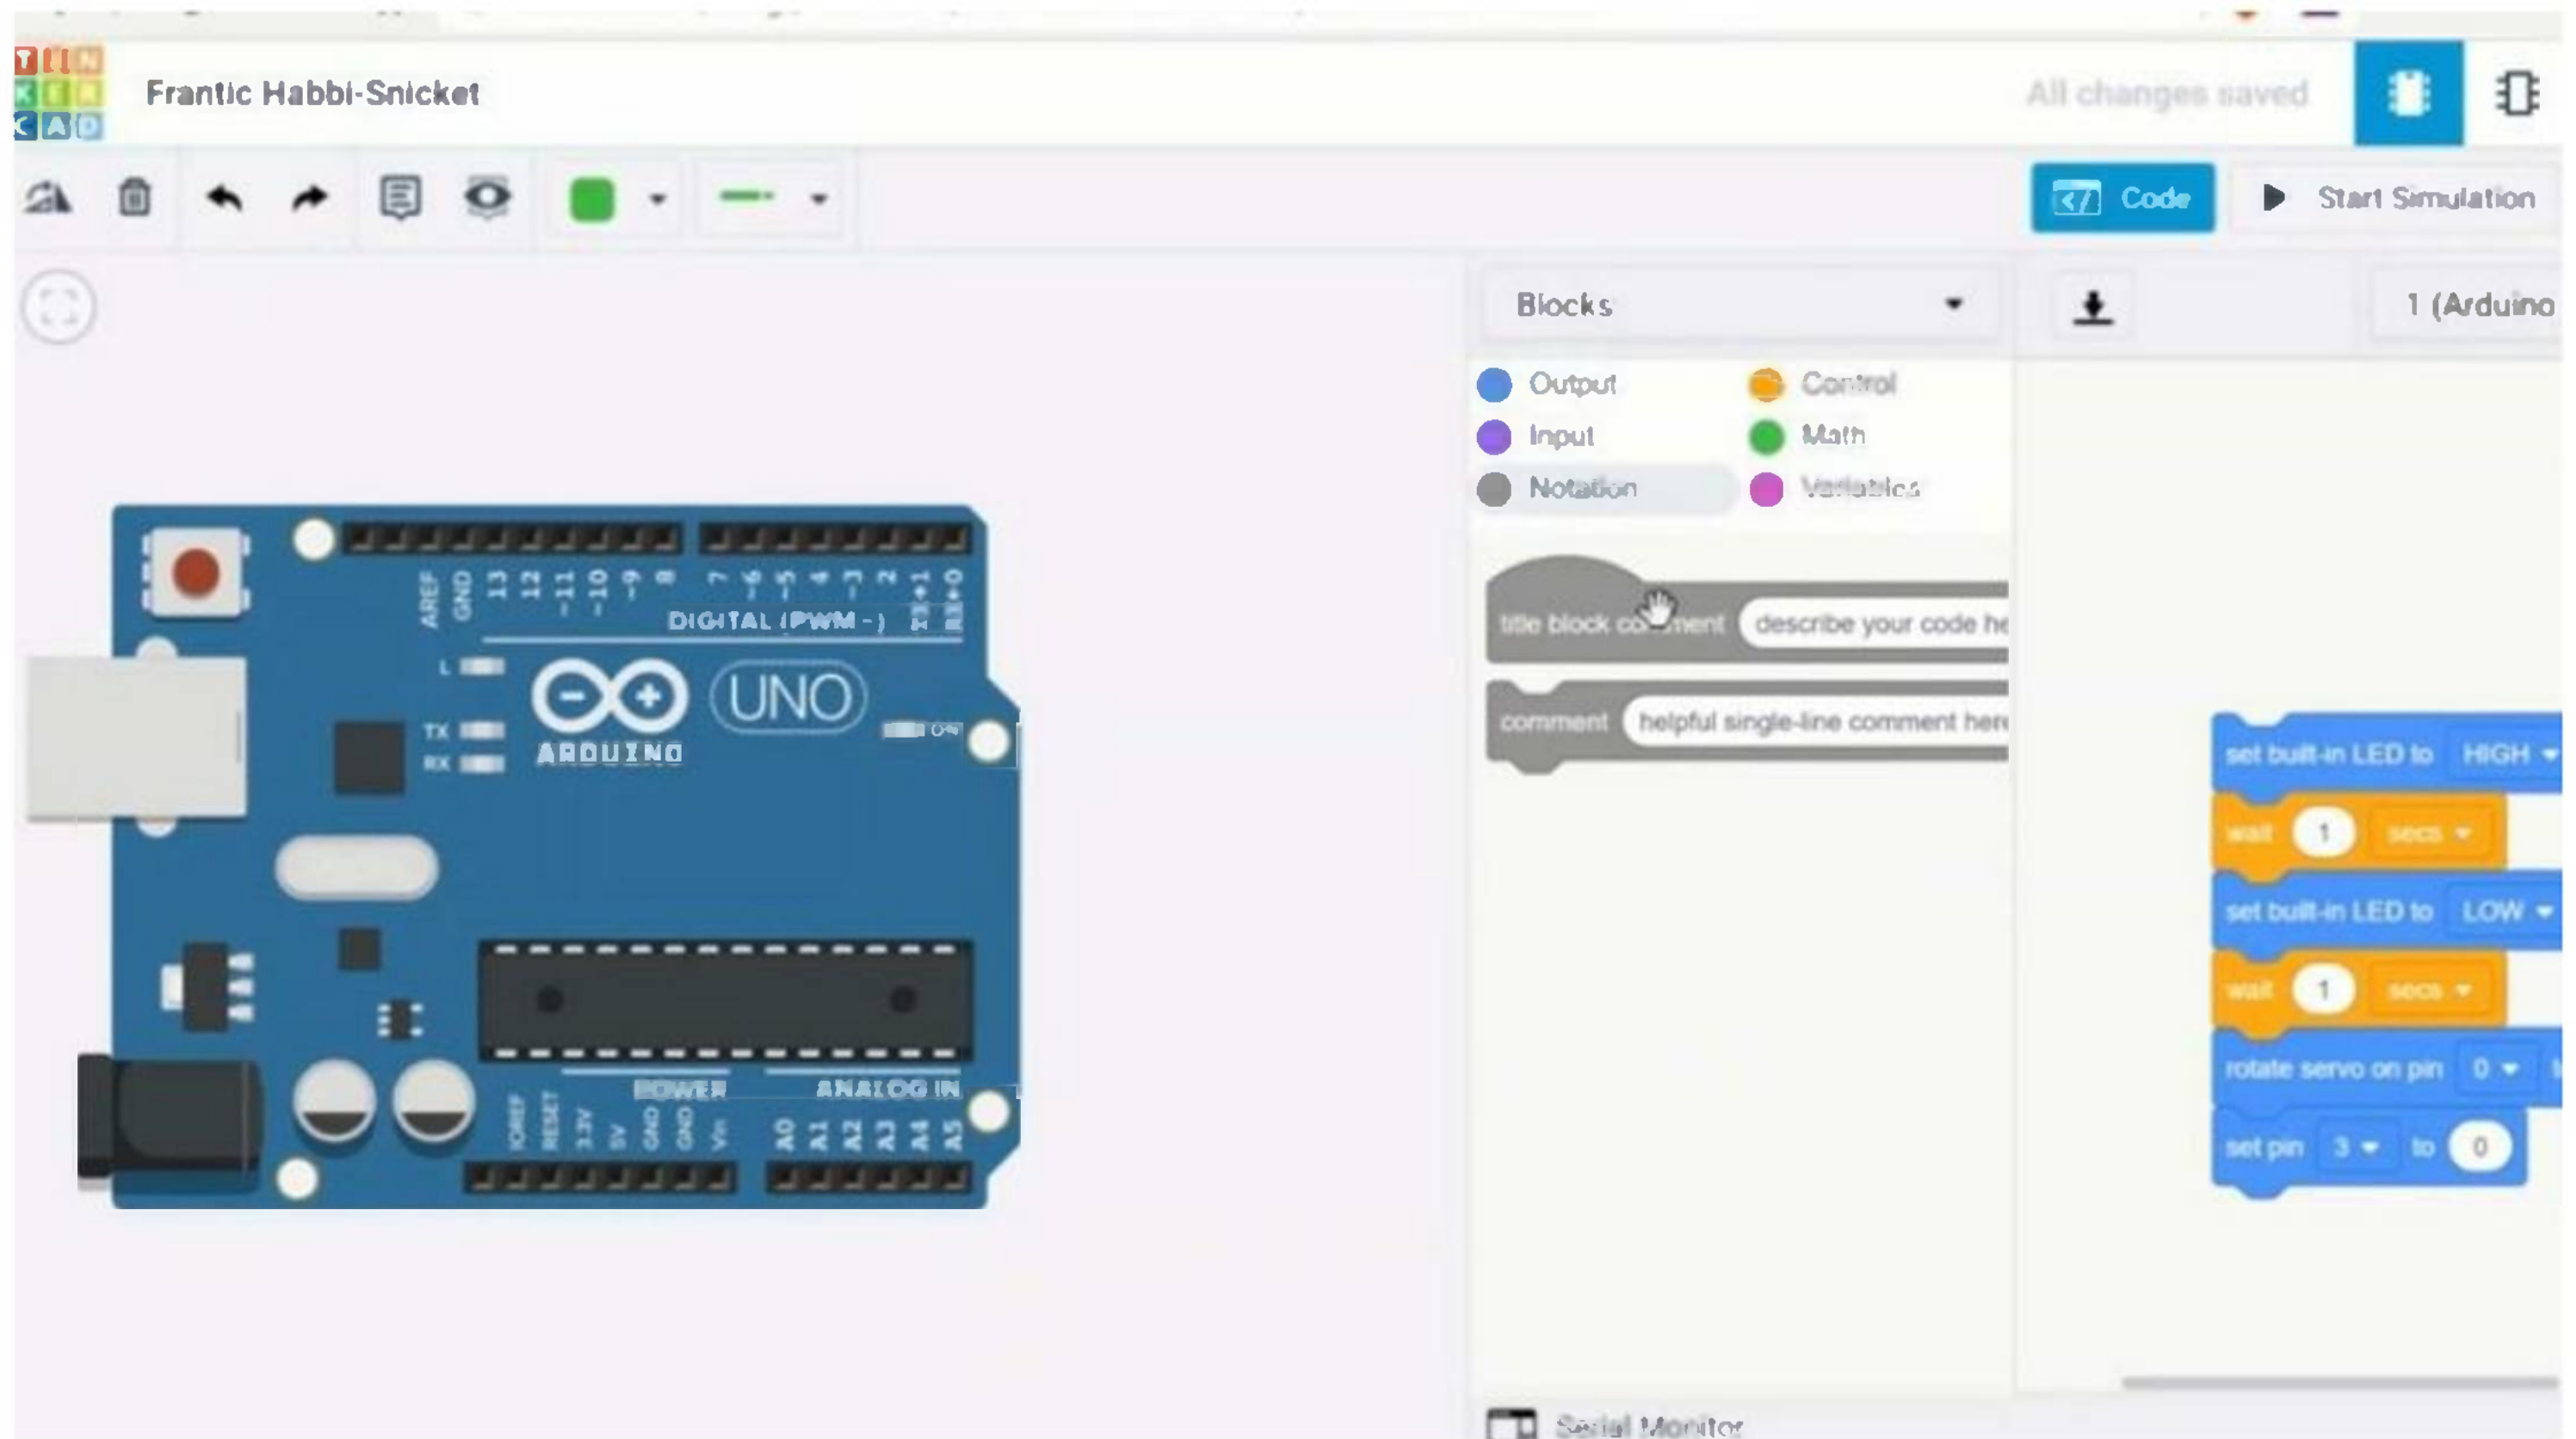 TIN
KER
CAD
Frantic Habbi-Snicket
All changes saved
Code
Start Simulation
Blocks
1 (Arduino
Output
Control
Input
Math
Notation
Variables
title block comment describe your code he
comment helpful single-line comment here
set built-in LED to HIGH
wait 1 secs
set built-in LED to LOW
wait 1 secs
rotate servo on pin 0
set pin 3 to 0
AREF
GND
13
12
~11
~10
~9
8
7
~6
~5
4
~3
2
TX→1
RX←0
DIGITAL (PWM ~)
L
TX
RX
ARDUINO
UNO
ON
POWER
ANALOG IN
IOREF
RESET
3.3V
5V
GND
GND
Vin
A0
A1
A2
A3
A4
A5
Serial Monitor